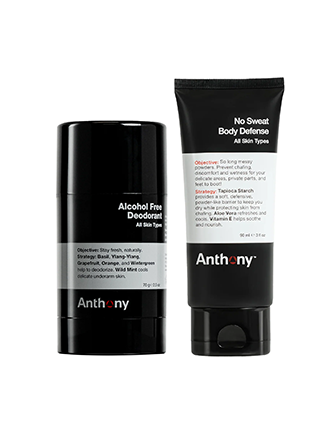 Alcohol Free
Deodorant
All Skin Types
Objective: Stay fresh, naturally.
Strategy: Basil, Ylang-Ylang,
Grapefruit, Orange, and Wintergreen
help to deodorize. Wild Mint cools
delicate underarm skin.
Anthony
No Sweat
Body Defense
All Skin Types
Objective: So long messy
powders. Prevent chafing,
discomfort and wetness for your
delicate areas, private parts, and
feet to boot!
Strategy: Tapioca Starch
provides a soft, defensive,
powder-like barrier to keep you
dry while protecting skin from
chafing. Aloe Vera refreshes and
cools. Vitamin E helps soothe
and nourish.
Anthony™
90 ml